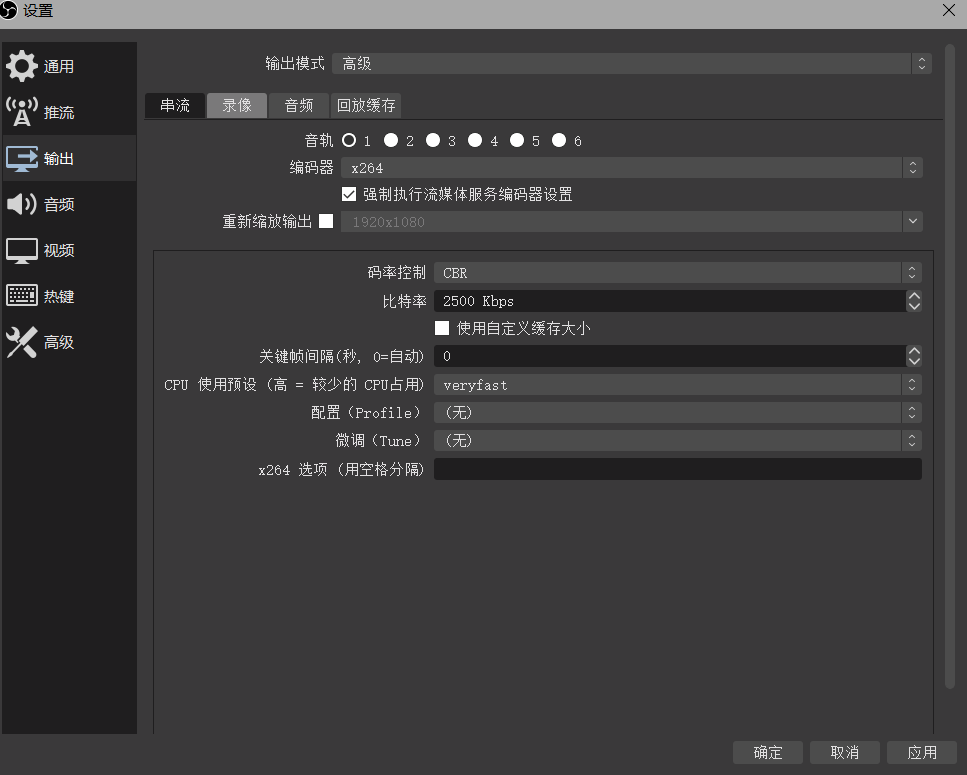 设置
通用
推流
输出
音频
视频
热键
高级
输出模式 高级
串流 录像 音频 回放缓存
音轨 1 2 3 4 5 6
编码器 x264
强制执行流媒体服务编码器设置
重新缩放输出 1920x1080
码率控制 CBR
比特率 2500 Kbps
使用自定义缓存大小
关键帧间隔(秒, 0=自动) 0
CPU 使用预设 (高 = 较少的 CPU占用) veryfast
配置（Profile） （无）
微调（Tune） （无）
x264 选项 (用空格分隔)
确定 取消 应用